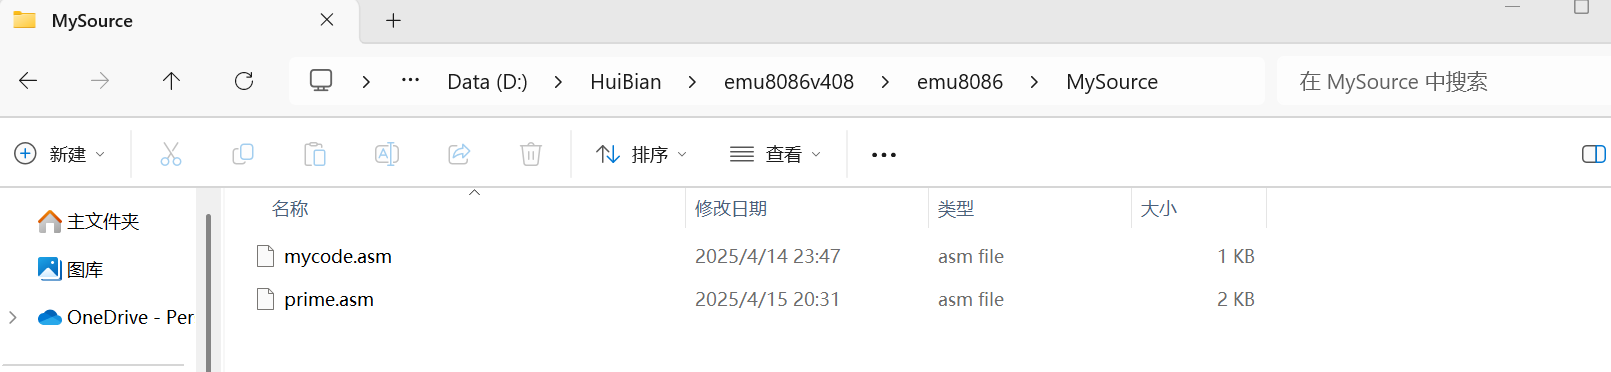 MySource
Data (D:) HuiBian emu8086v408 emu8086 MySource 在 MySource 中搜索
新建 排序 查看
名称 修改日期 类型 大小
主文件夹
mycode.asm 2025/4/14 23:47 asm file 1 KB
图库
prime.asm 2025/4/15 20:31 asm file 2 KB
OneDrive - Per